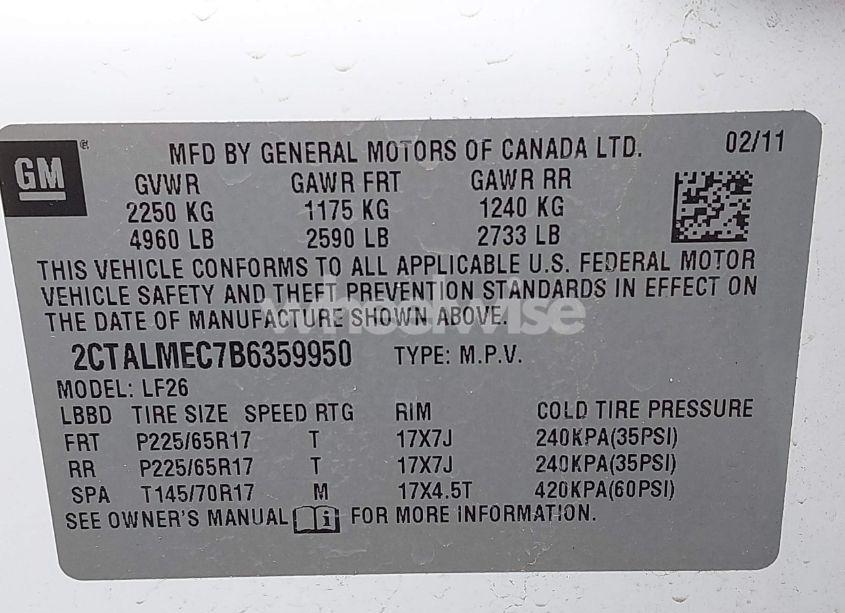 GM ®
MFD BY GENERAL MOTORS OF CANADA LTD. 02/11
GVWR GAWR FRT GAWR RR
2250 KG 1175 KG 1240 KG
4960 LB 2590 LB 2733 LB
THIS VEHICLE CONFORMS TO ALL APPLICABLE U.S. FEDERAL MOTOR
VEHICLE SAFETY AND THEFT PREVENTION STANDARDS IN EFFECT ON
THE DATE OF MANUFACTURE SHOWN ABOVE.
wheelwise
2CTALMEC7B6359950 TYPE: M.P.V.
MODEL: LF26
LBBD TIRE SIZE SPEED RTG RIM COLD TIRE PRESSURE
FRT P225/65R17 T 17X7J 240KPA(35PSI)
RR P225/65R17 T 17X7J 240KPA(35PSI)
SPA T145/70R17 M 17X4.5T 420KPA(60PSI)
SEE OWNER'S MANUAL i FOR MORE INFORMATION.